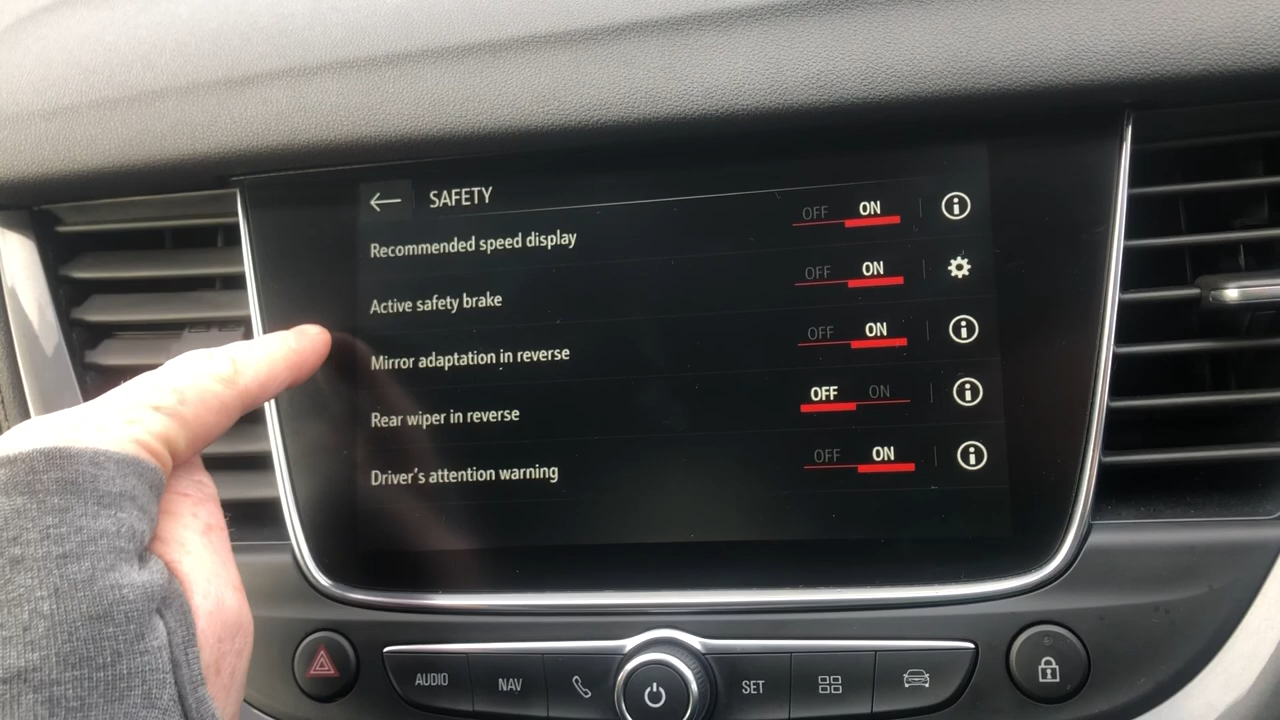 SAFETY
Recommended speed display OFF ON
Active safety brake OFF ON
Mirror adaptation in reverse OFF ON
Rear wiper in reverse OFF ON
Driver's attention warning OFF ON
AUDIO NAV SET